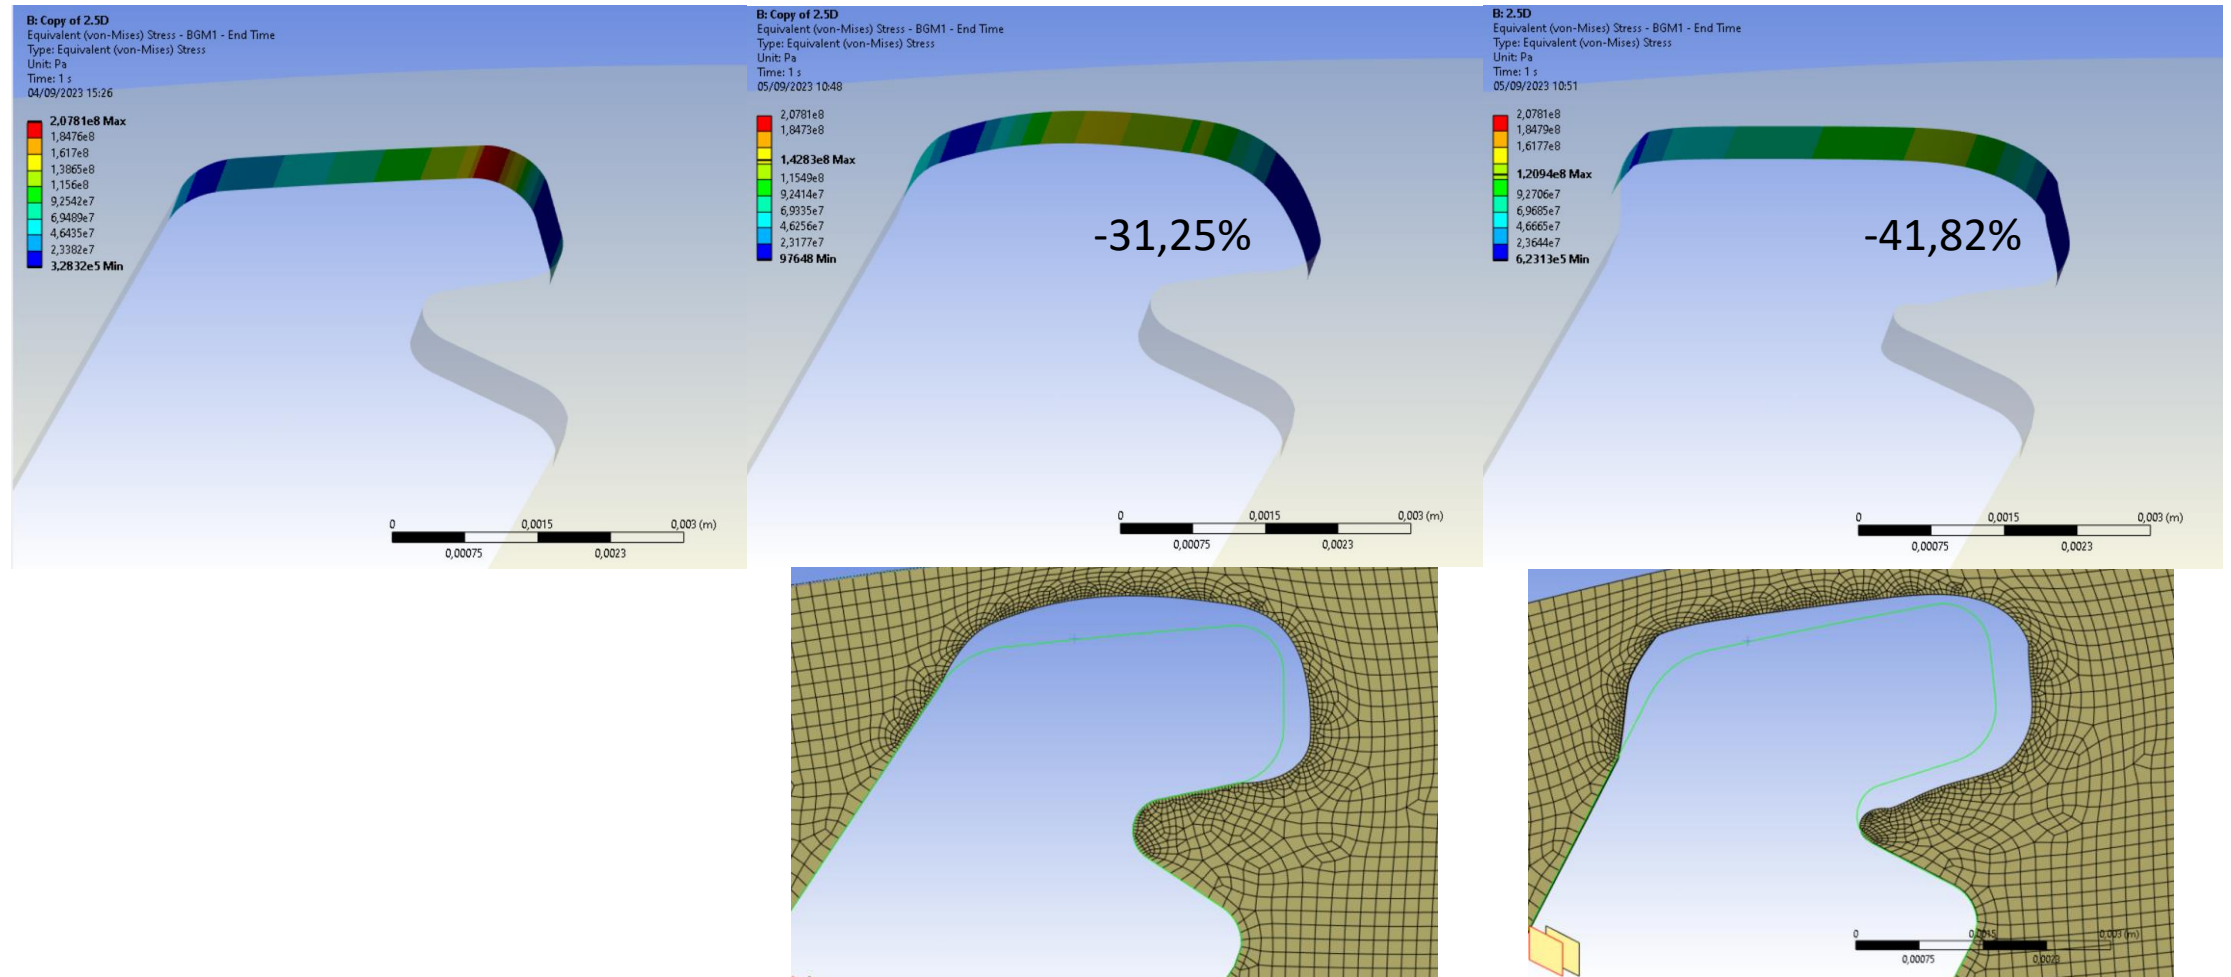 B: Copy of 2.5D
Equivalent (von-Mises) Stress - BGM1 - End Time
Type: Equivalent (von-Mises) Stress
Unit: Pa
Time: 1 s
04/09/2023 15:26
2,0781e8 Max
1,8476e8
1,617e8
1,3865e8
1,156e8
9,2542e7
6,9489e7
4,6435e7
2,3382e7
3,2832e5 Min
0
0,0015
0,003 (m)
0,00075
0,0023
B: Copy of 2.5D
Equivalent (von-Mises) Stress - BGM1 - End Time
Type: Equivalent (von-Mises) Stress
Unit: Pa
Time: 1 s
05/09/2023 10:48
2,0781e8
1,8473e8
1,4283e8 Max
1,1549e8
9,2414e7
6,9335e7
4,6256e7
2,3177e7
97648 Min
-31,25%
0
0,0015
0,003 (m)
0,00075
0,0023
B: 2.5D
Equivalent (von-Mises) Stress - BGM1 - End Time
Type: Equivalent (von-Mises) Stress
Unit: Pa
Time: 1 s
05/09/2023 10:51
2,0781e8
1,8479e8
1,6177e8
1,2094e8 Max
9,2706e7
6,9685e7
4,6665e7
2,3644e7
6,2313e5 Min
-41,82%
0
0,0015
0,003 (m)
0,00075
0,0023
0
0,0015
0,003 (m)
0,00075
0,0023